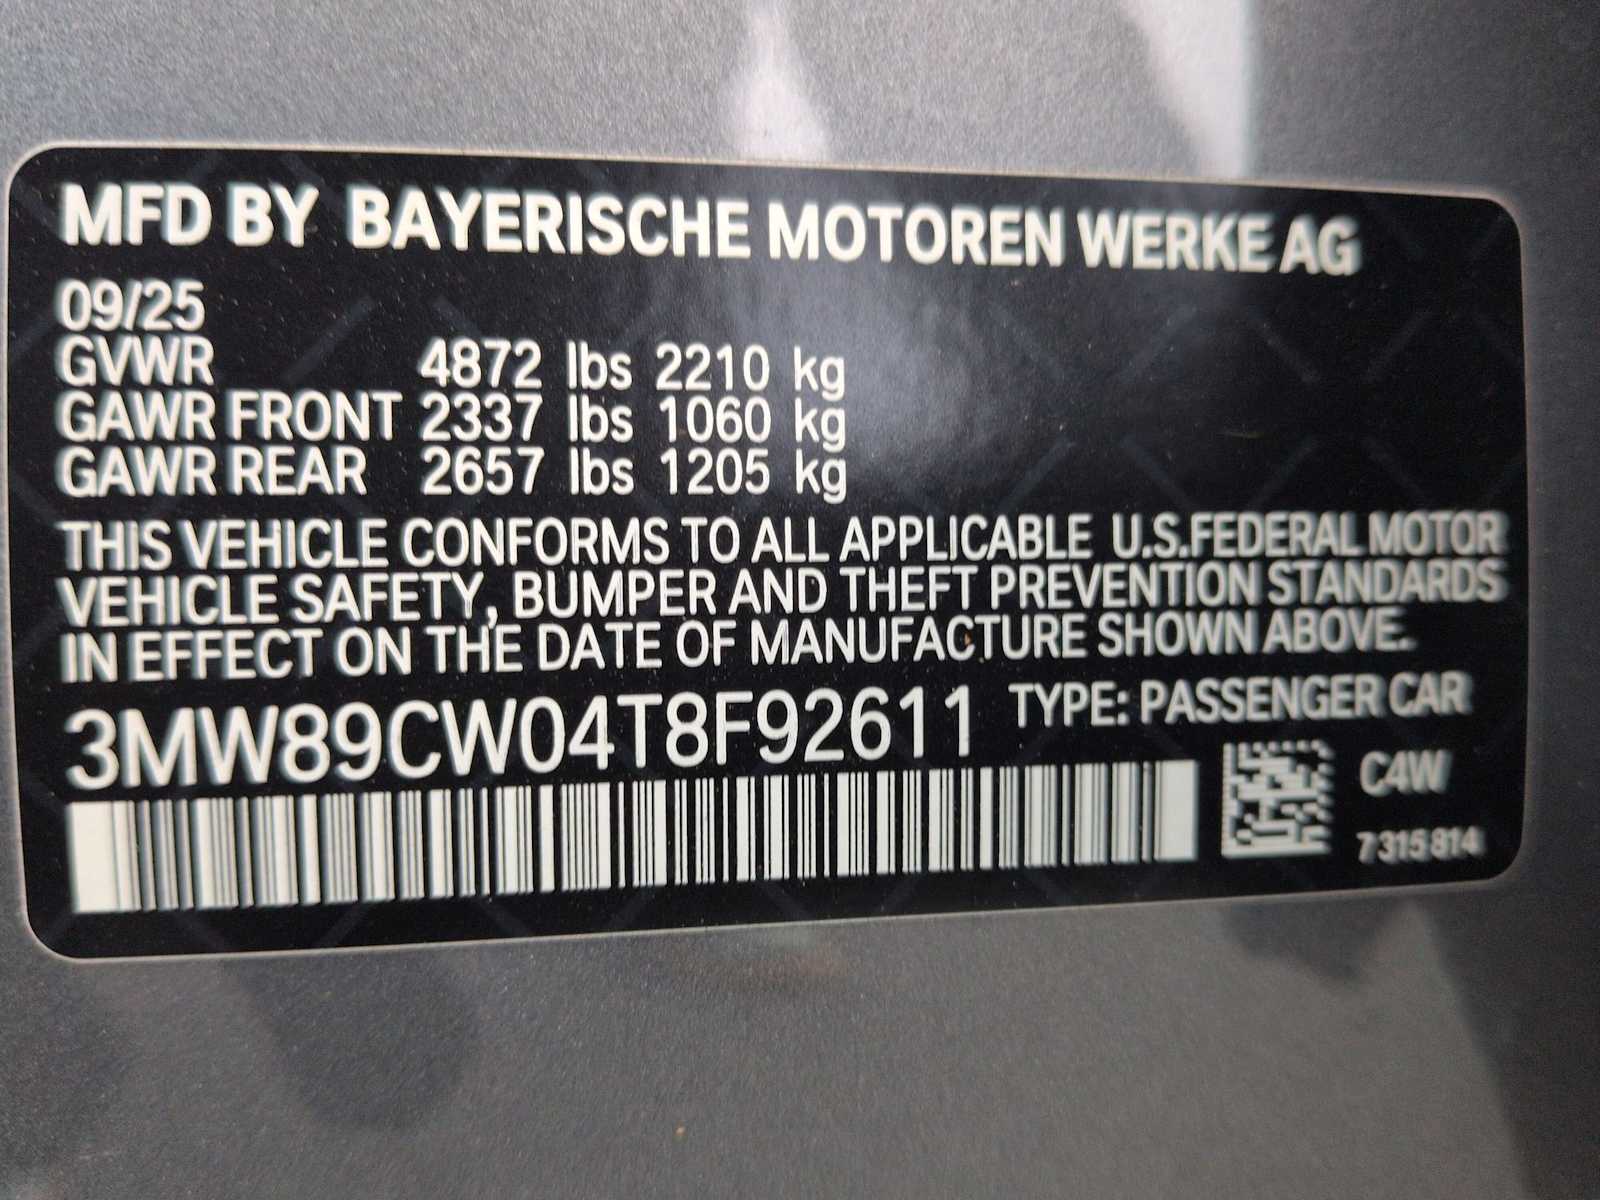 MFD BY BAYERISCHE MOTOREN WERKE AG
09/25
GVWR 4872 lbs 2210 kg
GAWR FRONT 2337 lbs 1060 kg
GAWR REAR 2657 lbs 1205 kg
THIS VEHICLE CONFORMS TO ALL APPLICABLE U.S.FEDERAL MOTOR
VEHICLE SAFETY, BUMPER AND THEFT PREVENTION STANDARDS
IN EFFECT ON THE DATE OF MANUFACTURE SHOWN ABOVE.
3MW89CW04T8F92611 TYPE: PASSENGER CAR
C4W
7 315 814